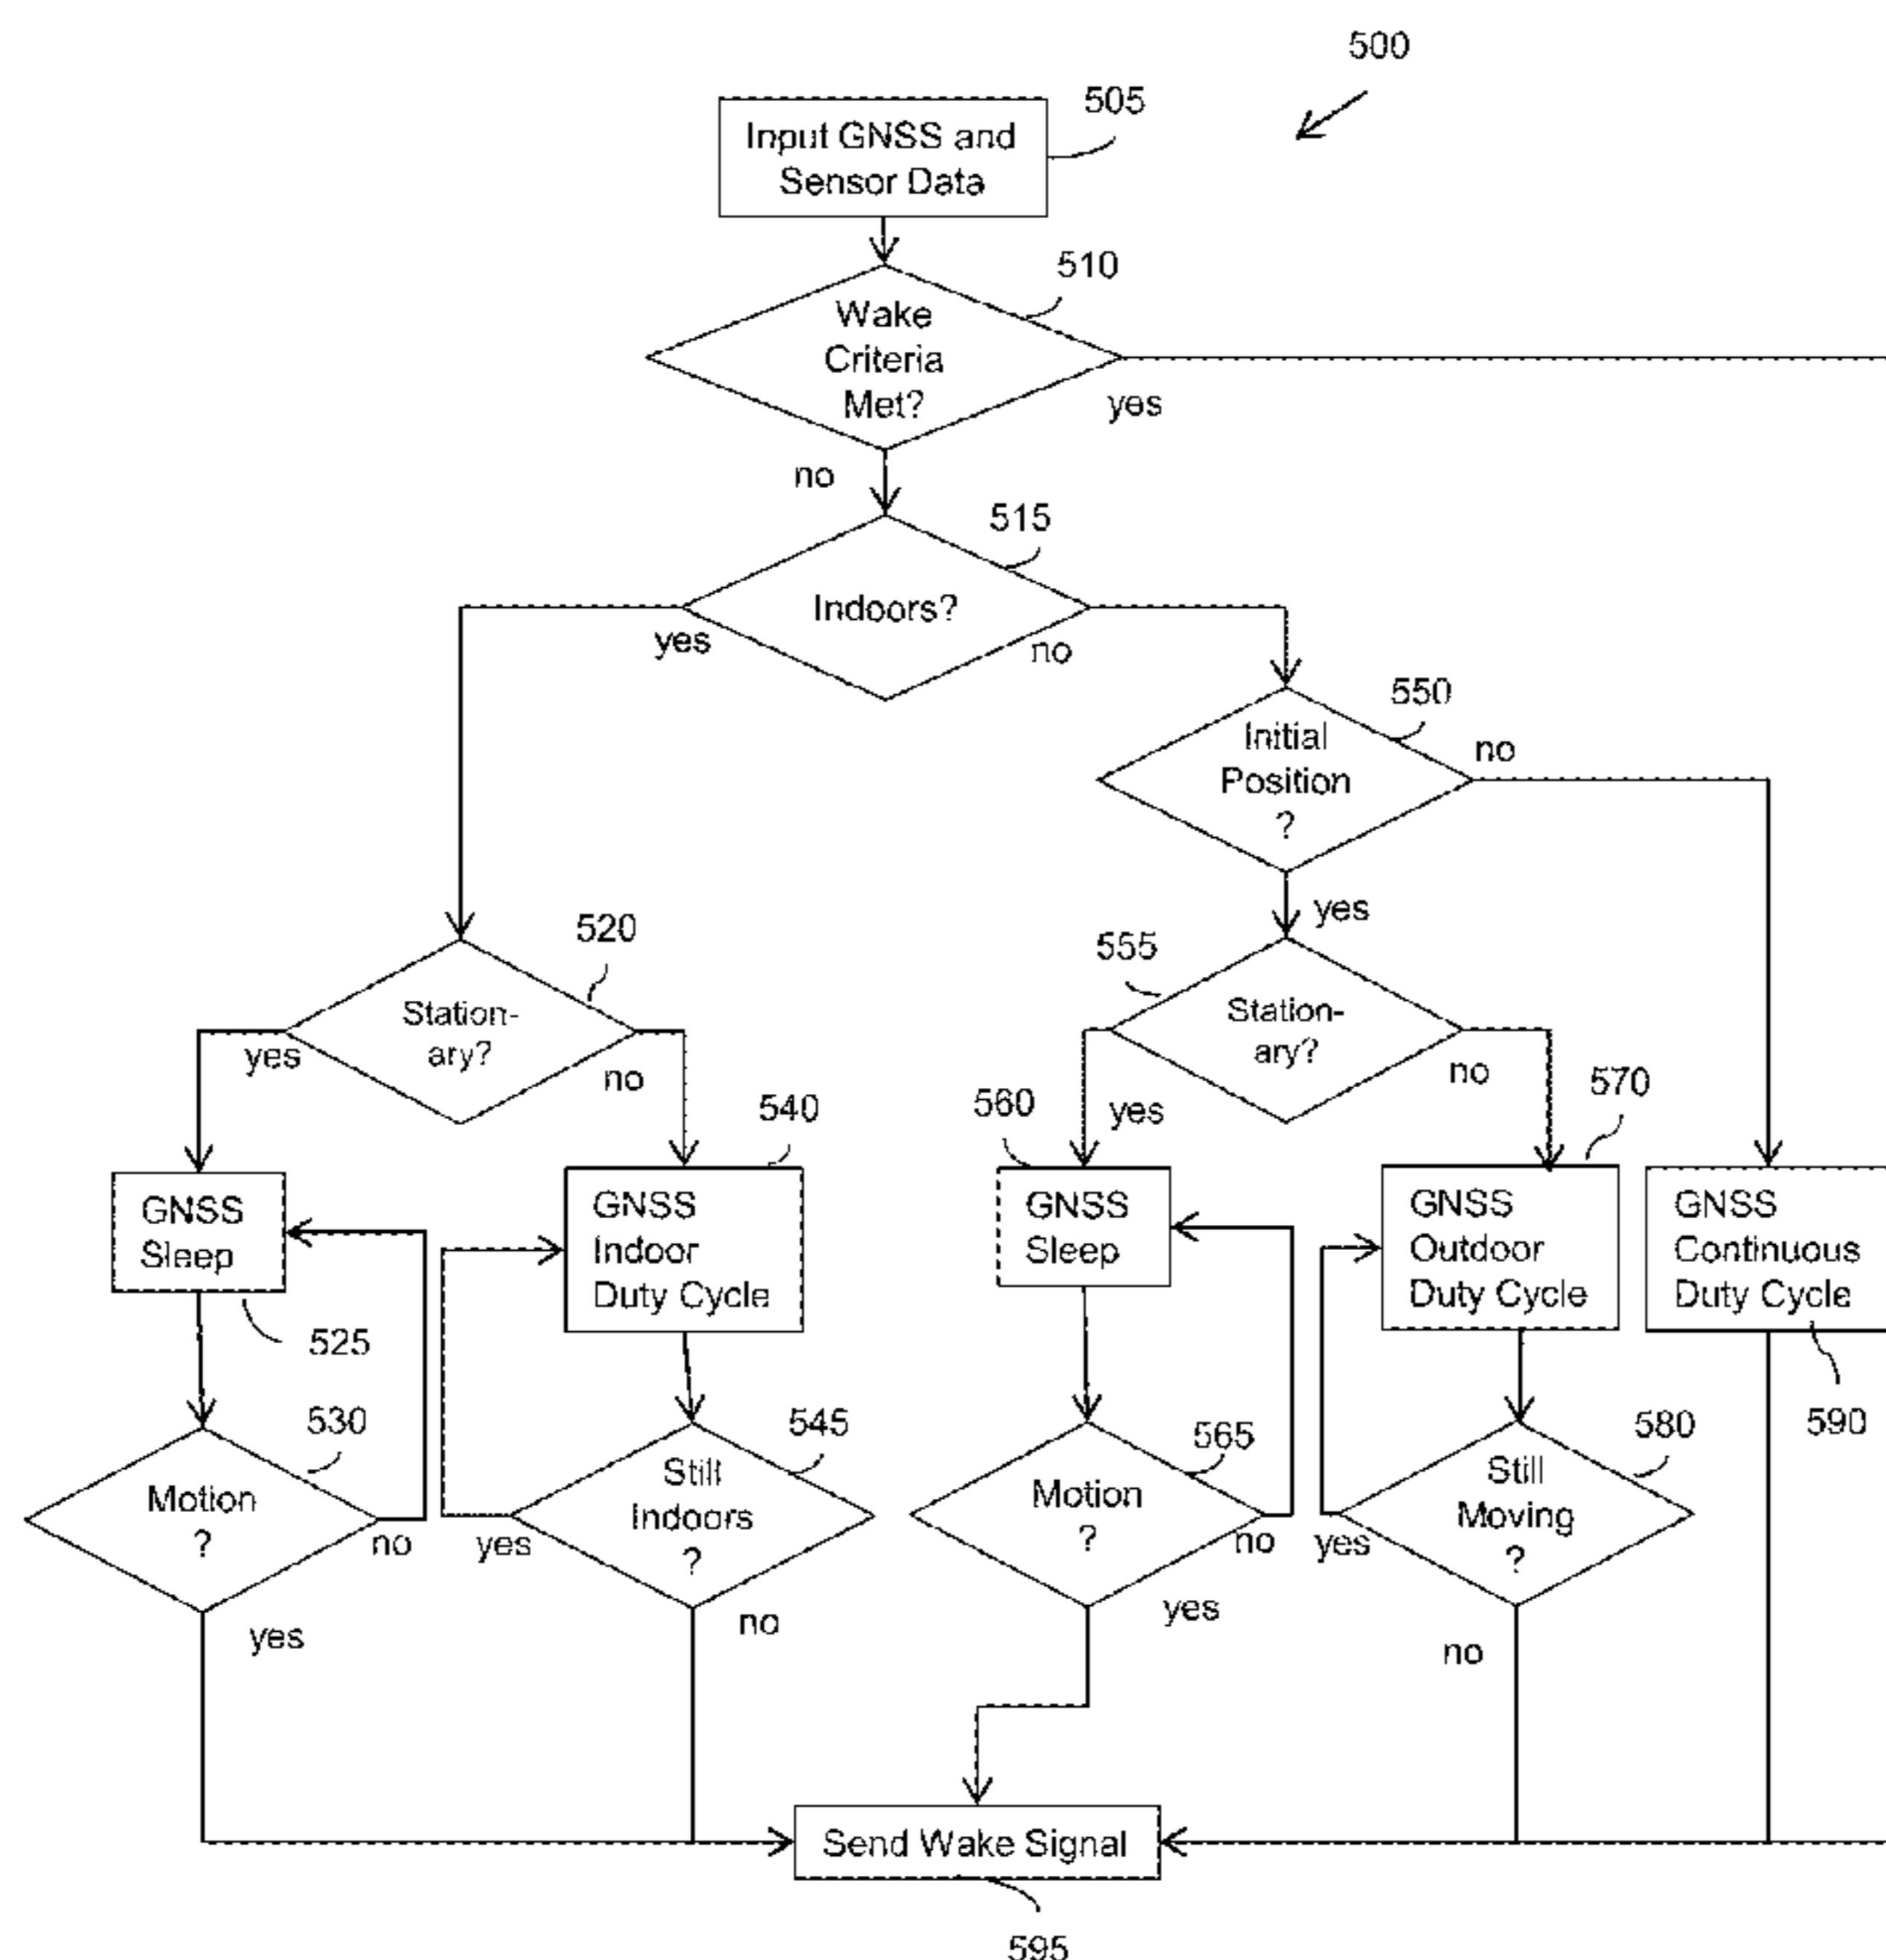 500
505
Input GNSS and
Sensor Data
510
Wake
Criteria
Met?
yes
no
515
Indoors?
yes
no
550
Initial
Position
?
no
yes
520
Station-
ary?
yes
no
555
Station-
ary?
yes
no
GNSS
Sleep
525
540
GNSS
Indoor
Duty Cycle
560
GNSS
Sleep
570
GNSS
Outdoor
Duty Cycle
GNSS
Continuous
Duty Cycle
590
530
Motion
?
no
yes
545
Still
Indoors
?
yes
no
565
Motion
?
no
yes
580
Still
Moving
?
yes
no
Send Wake Signal
595